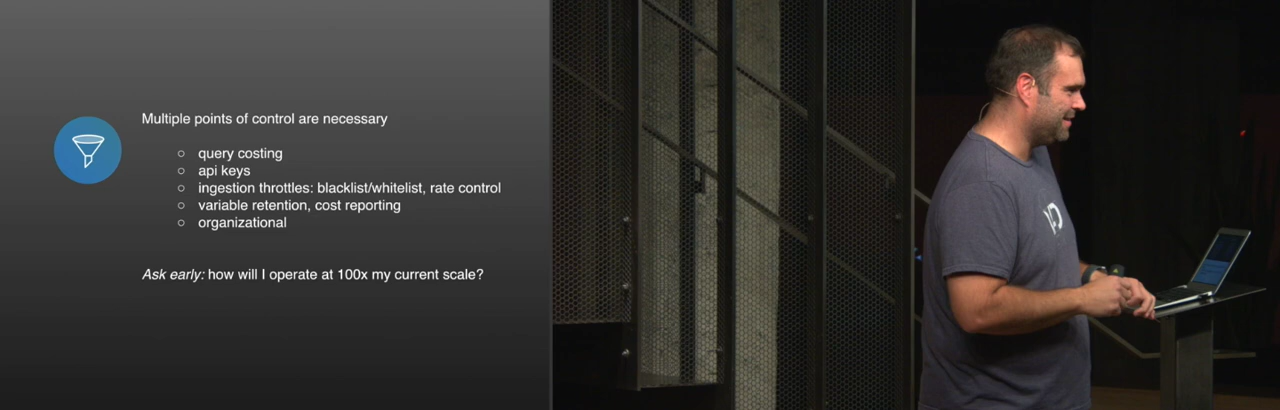 Multiple points of control are necessary
○ query costing
○ api keys
○ ingestion throttles: blacklist/whitelist, rate control
○ variable retention, cost reporting
○ organizational
Ask early: how will I operate at 100x my current scale?